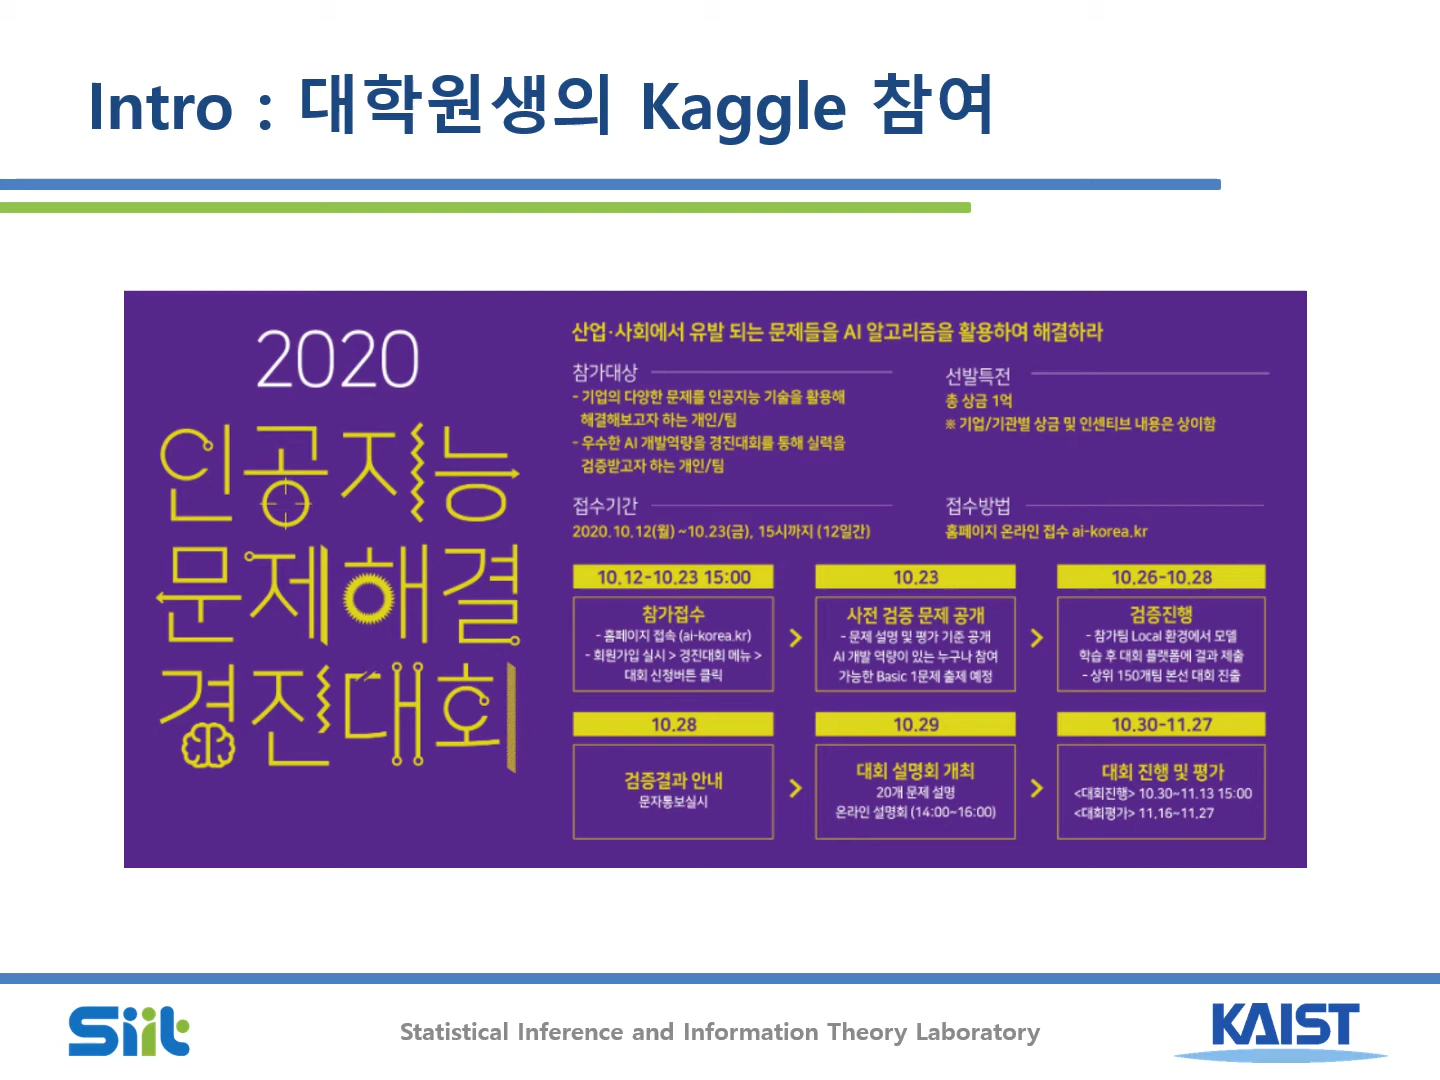 Intro : 대학원생의 Kaggle 참여
2020
인공지능
문제해결
경진대회
산업·사회에서 유발 되는 문제들을 AI 알고리즘을 활용하여 해결하라
참가대상
- 기업의 다양한 문제를 인공지능 기술을 활용해
해결해보고자 하는 개인/팀
- 우수한 AI 개발역량을 경진대회를 통해 실력을
검증받고자 하는 개인/팀
선발특전
총 상금 1억
※ 기업/기관별 상금 및 인센티브 내용은 상이함
접수기간
2020.10.12(월) ~10.23(금), 15시까지 (12일간)
접수방법
홈페이지 온라인 접수 ai-korea.kr
10.12-10.23 15:00
참가접수
- 홈페이지 접속 (ai-korea.kr)
- 회원가입 실시 > 경진대회 메뉴 >
대회 신청버튼 클릭
>
10.23
사전 검증 문제 공개
- 문제 설명 및 평가 기준 공개
AI 개발 역량이 있는 누구나 참여
가능한 Basic 1문제 출제 예정
>
10.26-10.28
검증진행
- 참가팀 Local 환경에서 모델
학습 후 대회 플랫폼에 결과 제출
- 상위 150개팀 본선 대회 진출
10.28
검증결과 안내
문자통보실시
>
10.29
대회 설명회 개최
20개 문제 설명
온라인 설명회 (14:00~16:00)
>
10.30-11.27
대회 진행 및 평가
<대회진행> 10.30~11.13 15:00
<대회평가> 11.16~11.27
Siit
Statistical Inference and Information Theory Laboratory
KAIST